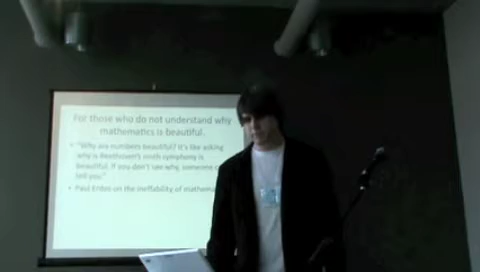 For those who do not understand why
mathematics is beautiful.
• "Why are numbers beautiful? It's like asking
why is Beethoven's ninth symphony is
beautiful. If you don't see why, someone c
tell you."
• Paul Erdos on the ineffability of mathema